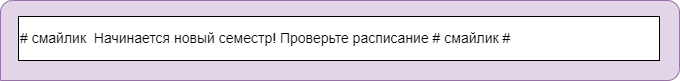 # смайлик  Начинается новый семестр! Проверьте расписание # смайлик #